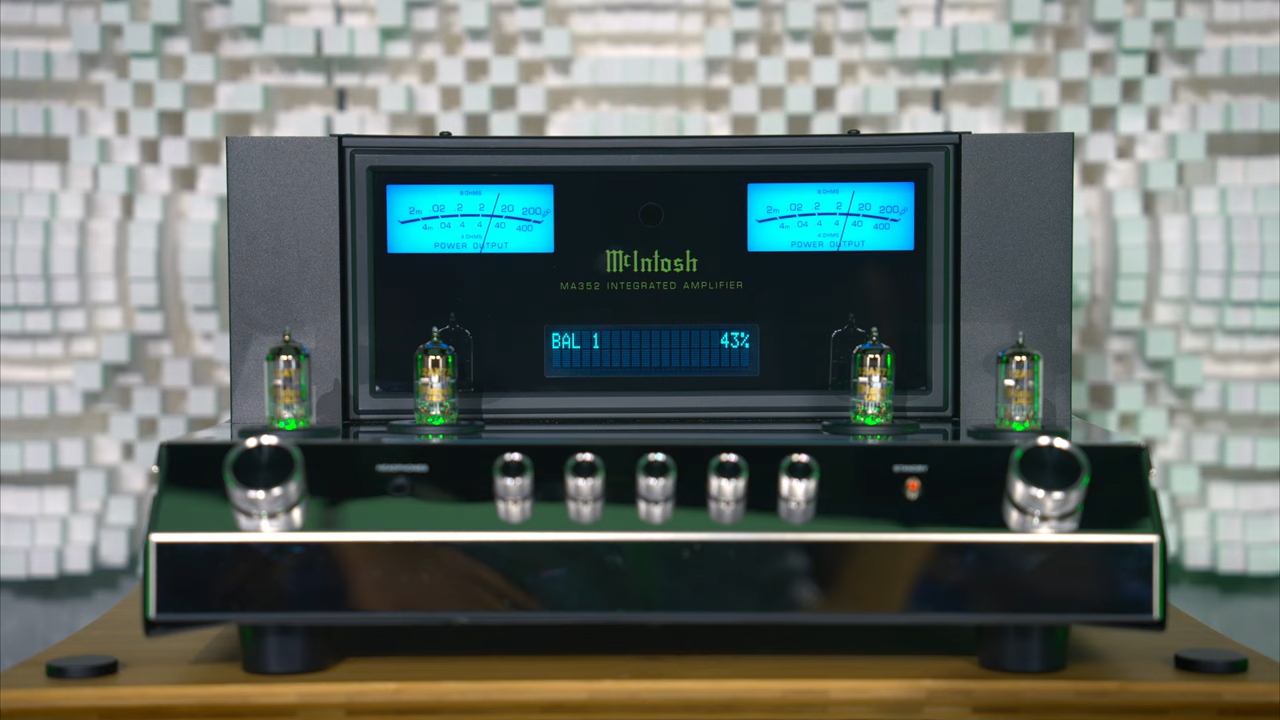 8 OHMS
2m .02 .2 2 20 200
4m .04 .4 4 40 400
4 OHMS
POWER OUTPUT
8 OHMS
2m .02 .2 2 20 200
4m .04 .4 4 40 400
4 OHMS
POWER OUTPUT
McIntosh
MA352 INTEGRATED AMPLIFIER
BAL 1 43%
HEADPHONES
STANDBY